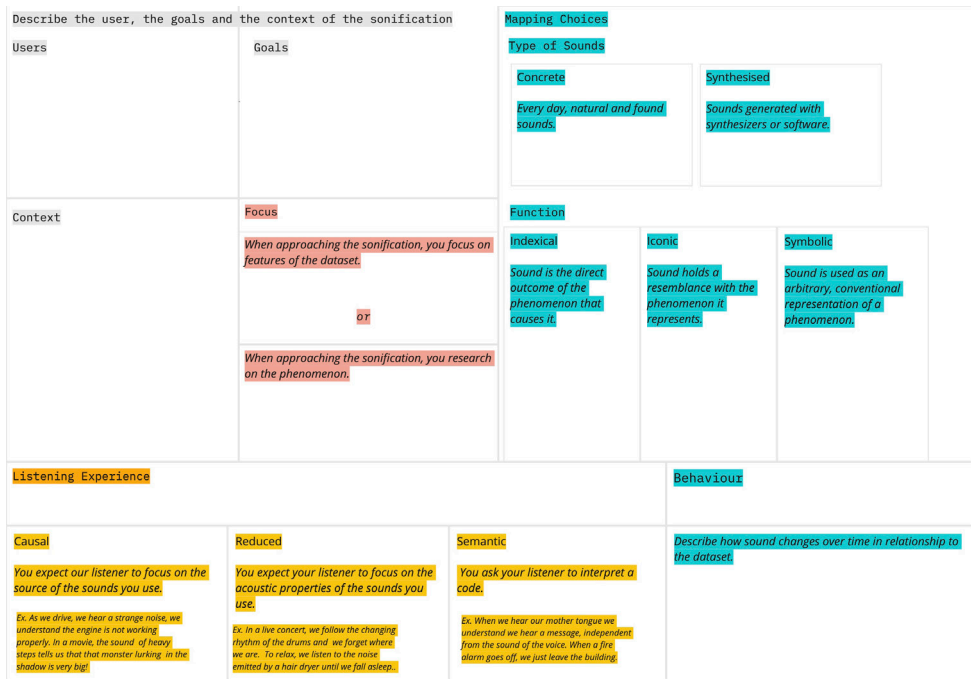 Describe the user, the goals and the context of the sonification
Users
Goals
Context
Focus
When approaching the sonification, you focus on
features of the dataset.
or
When approaching the sonification, you research
on the phenomenon.
Mapping Choices
Type of Sounds
Concrete
Every day, natural and found
sounds.
Synthesised
Sounds generated with
synthesizers or software.
Function
Indexical
Sound is the direct
outcome of the
phenomenon that
causes it.
Iconic
Sound holds a
resemblance with the
phenomenon it
represents.
Symbolic
Sound is used as an
arbitrary, conventional
representation of a
phenomenon.
Listening Experience
Causal
You expect our listener to focus on the
source of the sounds you use.
Ex. As we drive, we hear a strange noise, we
understand the engine is not working
properly. In a movie, the sound of heavy
steps tells us that that monster lurking in the
shadow is very big!
Reduced
You expect your listener to focus on the
acoustic properties of the sounds you
use.
Ex. In a live concert, we follow the changing
rhythm of the drums and we forget where
we are. To relax, we listen to the noise
emitted by a hair dryer until we fall asleep..
Semantic
You ask your listener to interpret a
code.
Ex. When we hear our mother tongue we
understand we hear a message, independent
from the sound of the voice. When a fire
alarm goes off, we just leave the building.
Behaviour
Describe how sound changes over time in relationship to
the dataset.